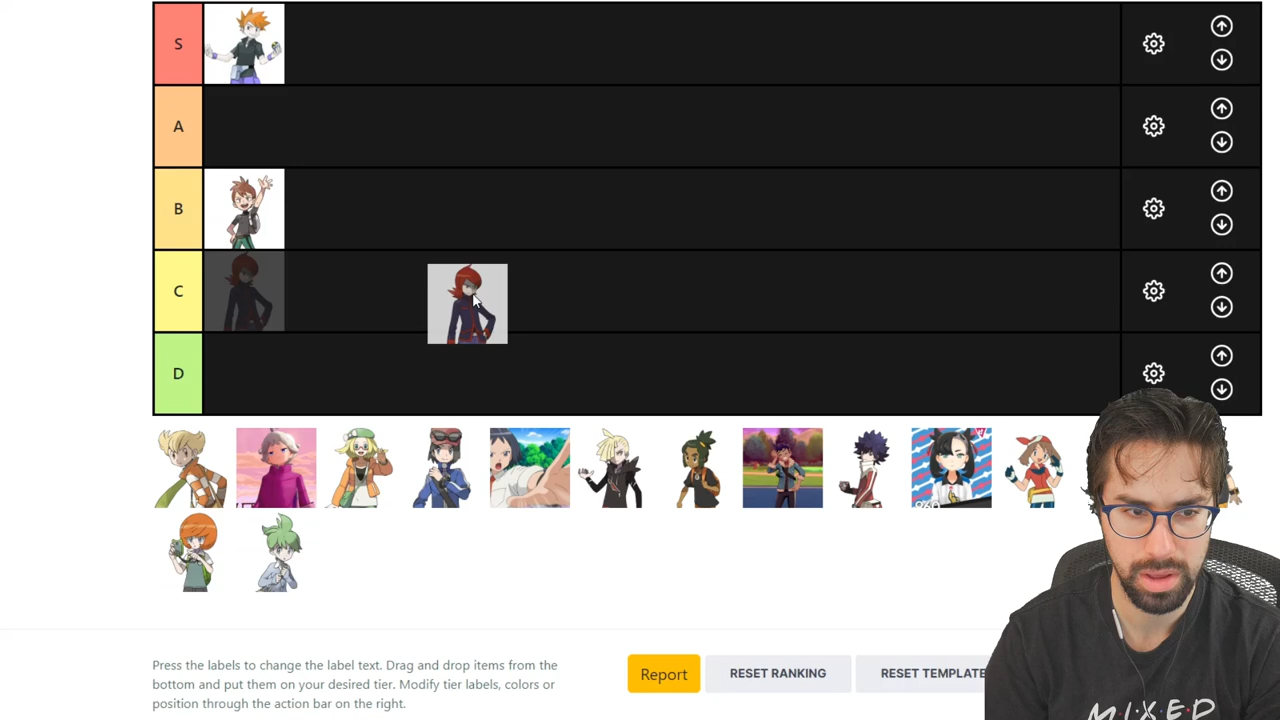 S
A
B
C
D
Press the labels to change the label text. Drag and drop items from the
bottom and put them on your desired tier. Modify tier labels, colors or
position through the action bar on the right.
Report
RESET RANKING
RESET TEMPLATE
MIXED